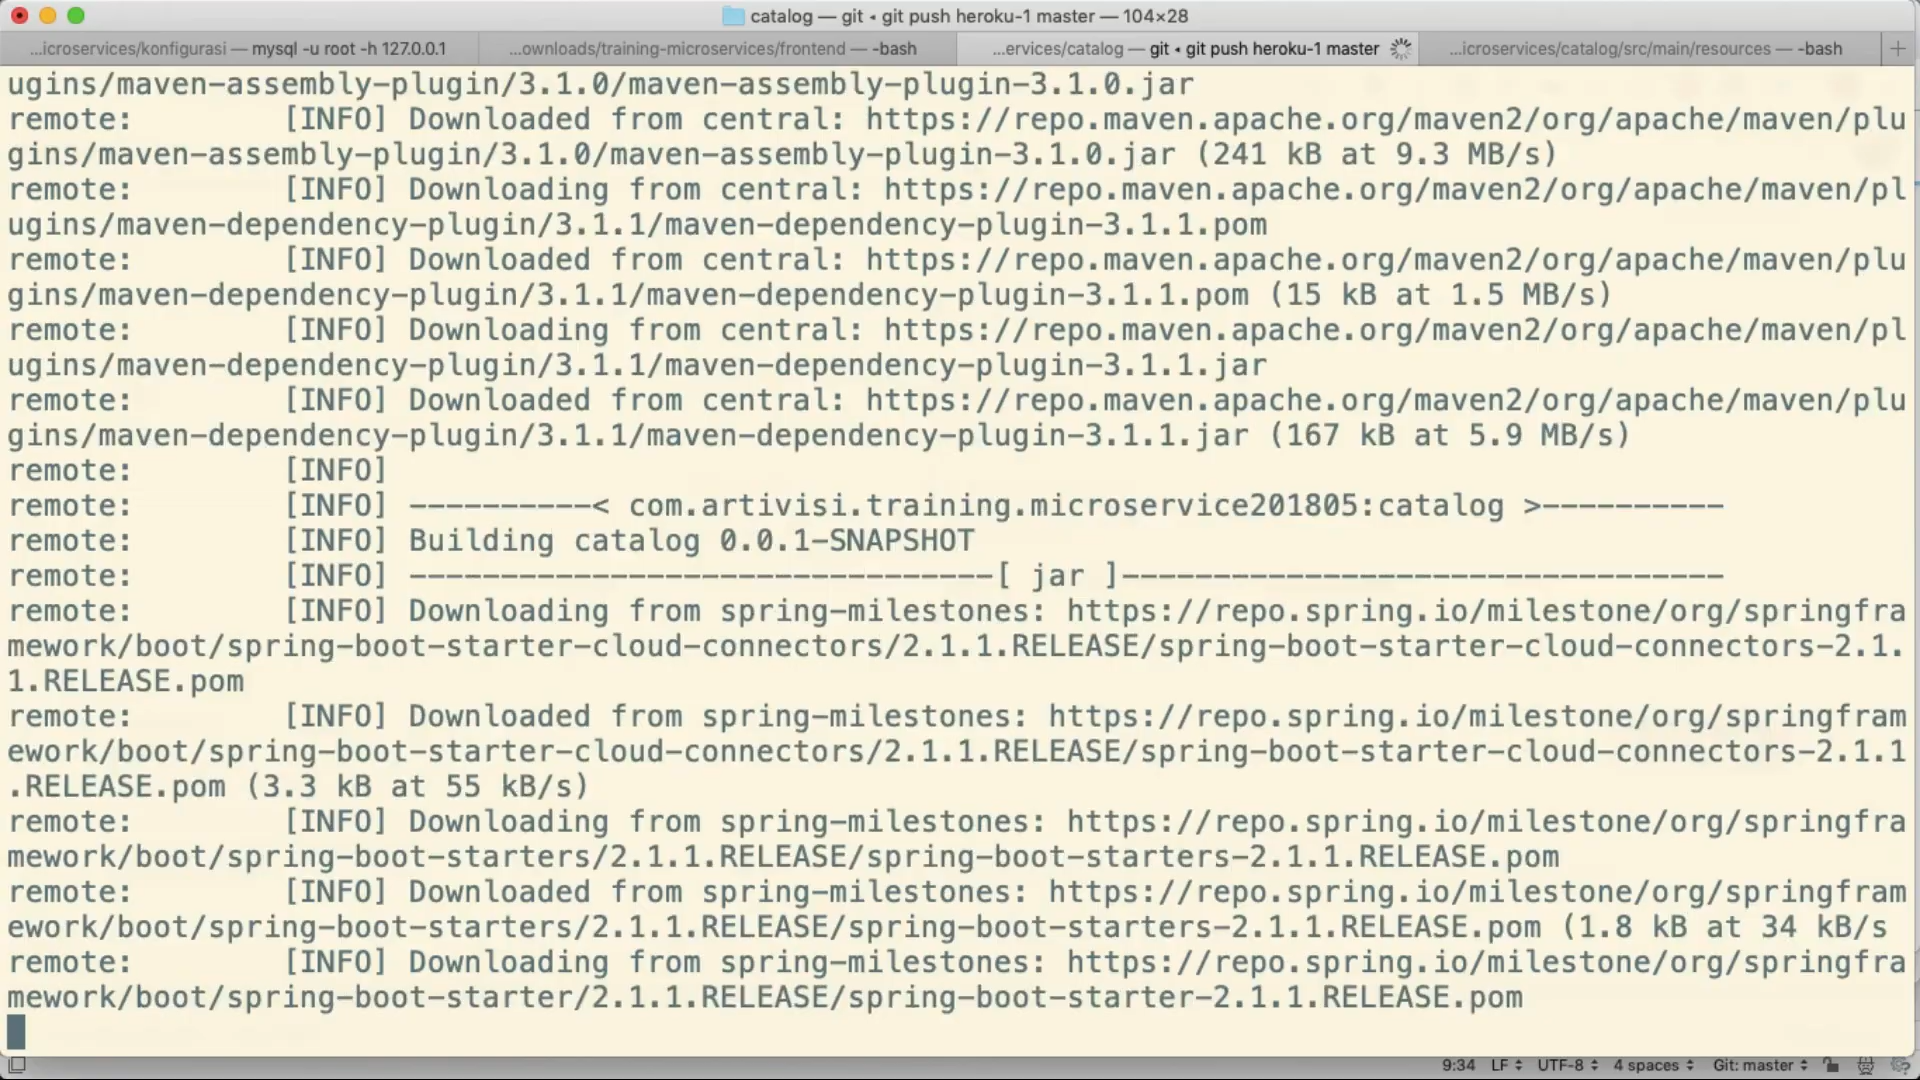 catalog — git ◂ git push heroku-1 master — 104×28
...icroservices/konfigurasi — mysql -u root -h 127.0.0.1
...ownloads/training-microservices/frontend — -bash
...ervices/catalog — git ◂ git push heroku-1 master
...icroservices/catalog/src/main/resources — -bash
ugins/maven-assembly-plugin/3.1.0/maven-assembly-plugin-3.1.0.jar
remote:        [INFO] Downloaded from central: https://repo.maven.apache.org/maven2/org/apache/maven/plu
gins/maven-assembly-plugin/3.1.0/maven-assembly-plugin-3.1.0.jar (241 kB at 9.3 MB/s)
remote:        [INFO] Downloading from central: https://repo.maven.apache.org/maven2/org/apache/maven/pl
ugins/maven-dependency-plugin/3.1.1/maven-dependency-plugin-3.1.1.pom
remote:        [INFO] Downloaded from central: https://repo.maven.apache.org/maven2/org/apache/maven/plu
gins/maven-dependency-plugin/3.1.1/maven-dependency-plugin-3.1.1.pom (15 kB at 1.5 MB/s)
remote:        [INFO] Downloading from central: https://repo.maven.apache.org/maven2/org/apache/maven/pl
ugins/maven-dependency-plugin/3.1.1/maven-dependency-plugin-3.1.1.jar
remote:        [INFO] Downloaded from central: https://repo.maven.apache.org/maven2/org/apache/maven/plu
gins/maven-dependency-plugin/3.1.1/maven-dependency-plugin-3.1.1.jar (167 kB at 5.9 MB/s)
remote:        [INFO]
remote:        [INFO] ----------< com.artivisi.training.microservice201805:catalog >----------
remote:        [INFO] Building catalog 0.0.1-SNAPSHOT
remote:        [INFO] --------------------------------[ jar ]---------------------------------
remote:        [INFO] Downloading from spring-milestones: https://repo.spring.io/milestone/org/springfra
mework/boot/spring-boot-starter-cloud-connectors/2.1.1.RELEASE/spring-boot-starter-cloud-connectors-2.1.
1.RELEASE.pom
remote:        [INFO] Downloaded from spring-milestones: https://repo.spring.io/milestone/org/springfram
ework/boot/spring-boot-starter-cloud-connectors/2.1.1.RELEASE/spring-boot-starter-cloud-connectors-2.1.1
.RELEASE.pom (3.3 kB at 55 kB/s)
remote:        [INFO] Downloading from spring-milestones: https://repo.spring.io/milestone/org/springfra
mework/boot/spring-boot-starters/2.1.1.RELEASE/spring-boot-starters-2.1.1.RELEASE.pom
remote:        [INFO] Downloaded from spring-milestones: https://repo.spring.io/milestone/org/springfram
ework/boot/spring-boot-starters/2.1.1.RELEASE/spring-boot-starters-2.1.1.RELEASE.pom (1.8 kB at 34 kB/s
remote:        [INFO] Downloading from spring-milestones: https://repo.spring.io/milestone/org/springfra
mework/boot/spring-boot-starter/2.1.1.RELEASE/spring-boot-starter-2.1.1.RELEASE.pom
9:34 LF UTF-8 4 spaces Git: master